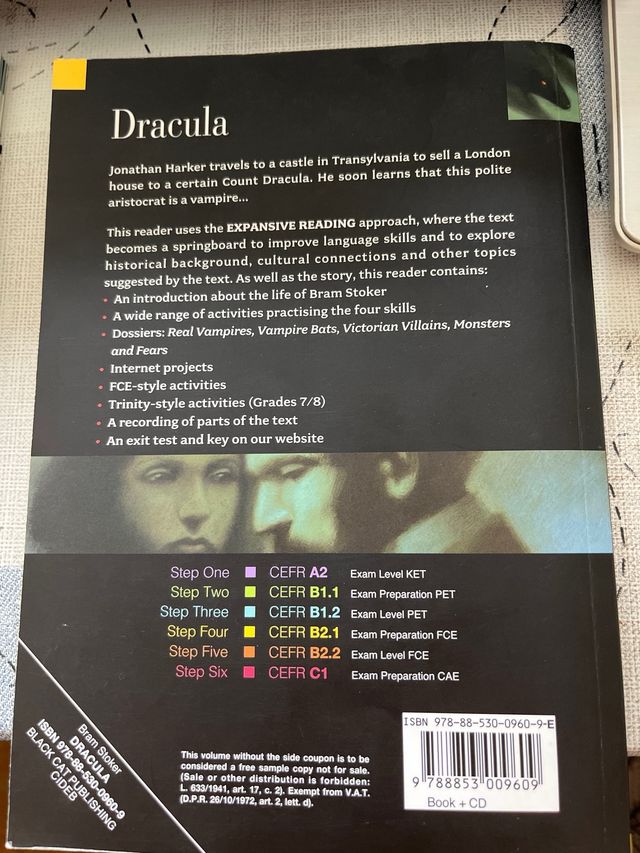 Dracula
Jonathan Harker travels to a castle in Transylvania to sell a London
house to a certain Count Dracula. He soon learns that this polite
aristocrat is a vampire...
This reader uses the EXPANSIVE READING approach, where the text
becomes a springboard to improve language skills and to explore
historical background, cultural connections and other topics
suggested by the text. As well as the story, this reader contains:
• An introduction about the life of Bram Stoker
• A wide range of activities practising the four skills
• Dossiers: Real Vampires, Vampire Bats, Victorian Villains, Monsters
and Fears
• Internet projects
• FCE-style activities
• Trinity-style activities (Grades 7/8)
• A recording of parts of the text
• An exit test and key on our website
Step One CEFR A2 Exam Level KET
Step Two CEFR B1.1 Exam Preparation PET
Step Three CEFR B1.2 Exam Level PET
Step Four CEFR B2.1 Exam Preparation FCE
Step Five CEFR B2.2 Exam Level FCE
Step Six CEFR C1 Exam Preparation CAE
Bram Stoker
DRACULA
ISBN 978-88-530-0960-9
BLACK CAT PUBLISHING
CIDEB
This volume without the side coupon is to be
considered a free sample copy not for sale.
(Sale or other distribution is forbidden:
L. 633/1941, art. 17, c. 2). Exempt from V.A.T.
(D.P.R. 26/10/1972, art. 2, lett. d).
ISBN 978-88-530-0960-9-E
9 788853 009609
Book + CD